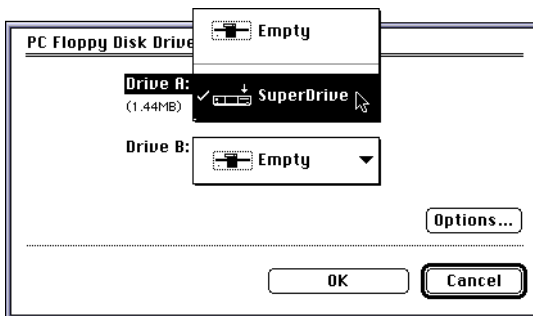 Empty
PC Floppy Disk Drive
Drive A:
✓ SuperDrive
(1.44MB)
Drive B:
Empty
Options...
OK
Cancel